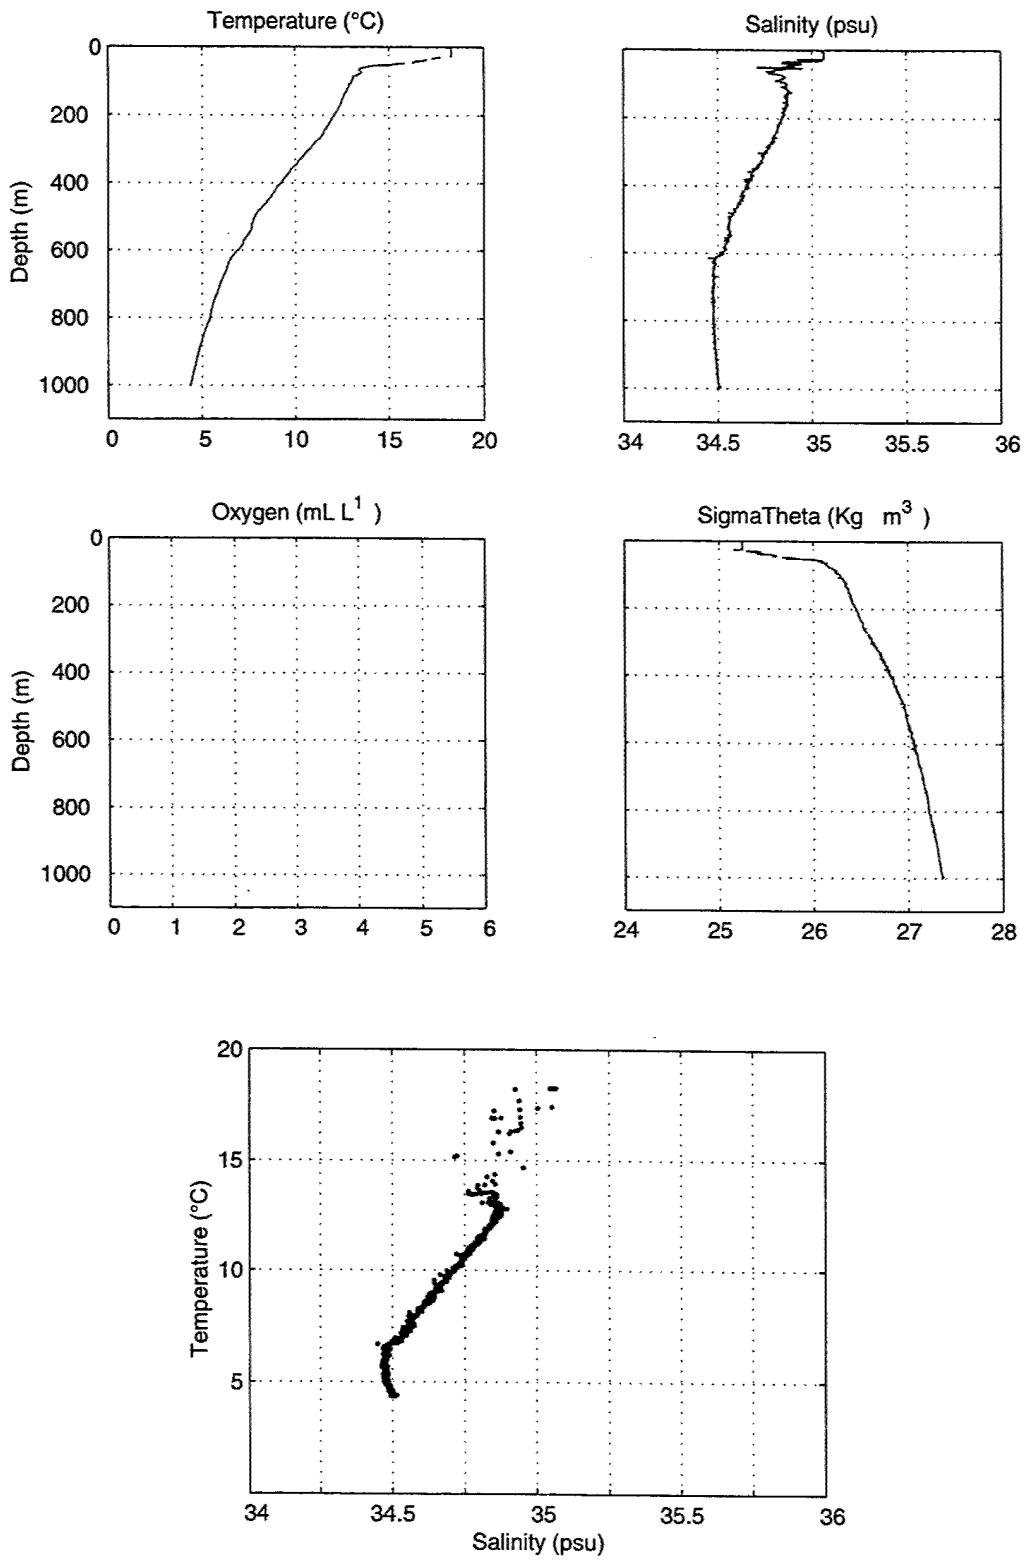 Temperature (°C)
Salinity (psu)
0
200
400
600
800
1000
Depth (m)
0 5 10 15 20
34 34.5 35 35.5 36
Oxygen (mL L1 )
SigmaTheta (Kg m3 )
0
200
400
600
800
1000
Depth (m)
0 1 2 3 4 5 6
24 25 26 27 28
20
15
10
5
Temperature (°C)
34 34.5 35 36
Salinity (psu)